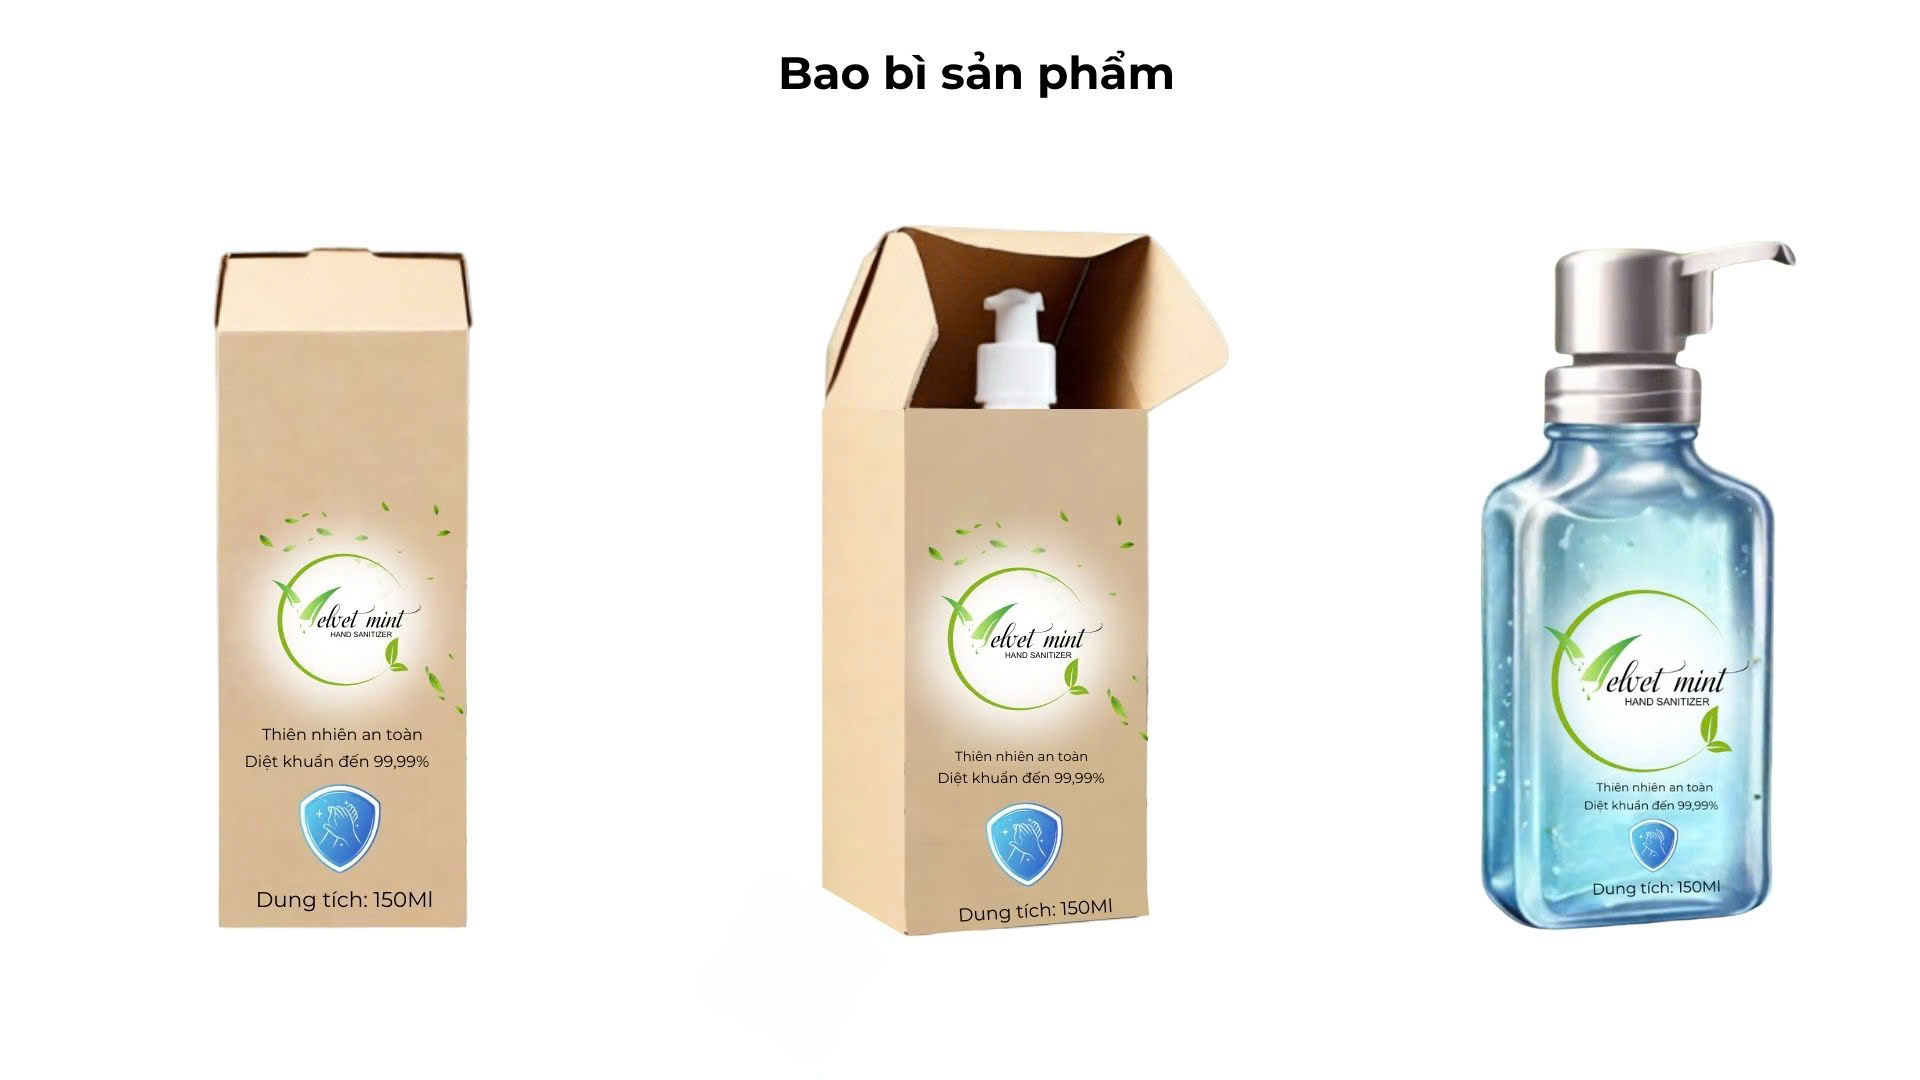 Bao bì sản phẩm
Velvet mint
HAND SANITIZER
Thiên nhiên an toàn
Diệt khuẩn đến 99,99%
Dung tích: 150Ml
Velvet mint
HAND SANITIZER
Thiên nhiên an toàn
Diệt khuẩn đến 99,99%
Dung tích: 150Ml
Velvet mint
HAND SANITIZER
Thiên nhiên an toàn
Diệt khuẩn đến 99,99%
Dung tích: 150Ml